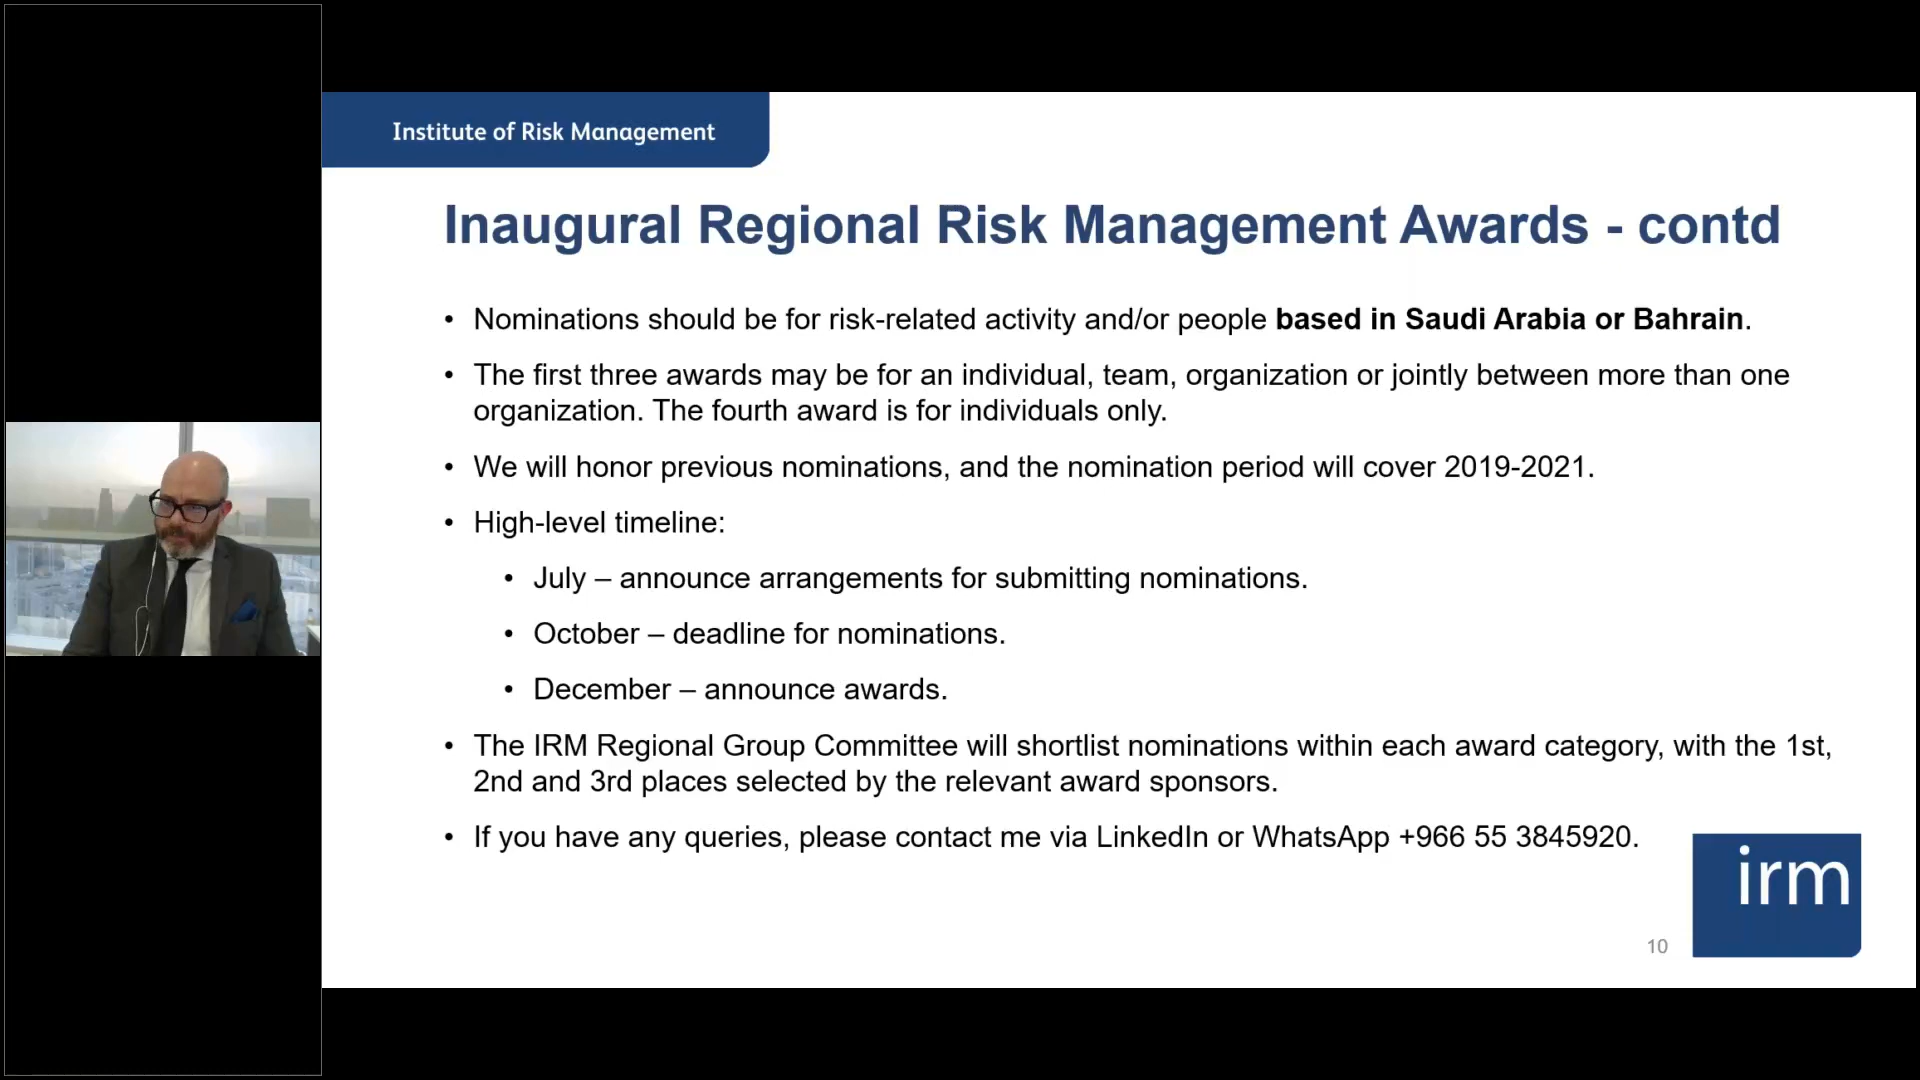 Institute of Risk Management
Inaugural Regional Risk Management Awards - contd
• Nominations should be for risk-related activity and/or people based in Saudi Arabia or Bahrain.
• The first three awards may be for an individual, team, organization or jointly between more than one
organization. The fourth award is for individuals only.
• We will honor previous nominations, and the nomination period will cover 2019-2021.
• High-level timeline:
• July – announce arrangements for submitting nominations.
• October – deadline for nominations.
• December – announce awards.
• The IRM Regional Group Committee will shortlist nominations within each award category, with the 1st,
2nd and 3rd places selected by the relevant award sponsors.
• If you have any queries, please contact me via LinkedIn or WhatsApp +966 55 3845920.
irm
10